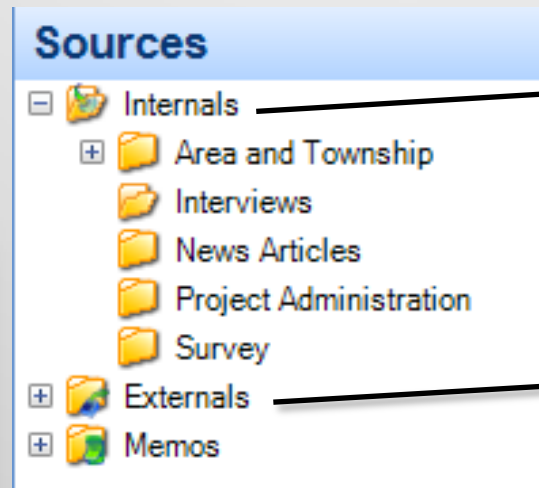 Sources
Internals
Area and Township
Interviews
News Articles
Project Administration
Survey
Externals
Memos